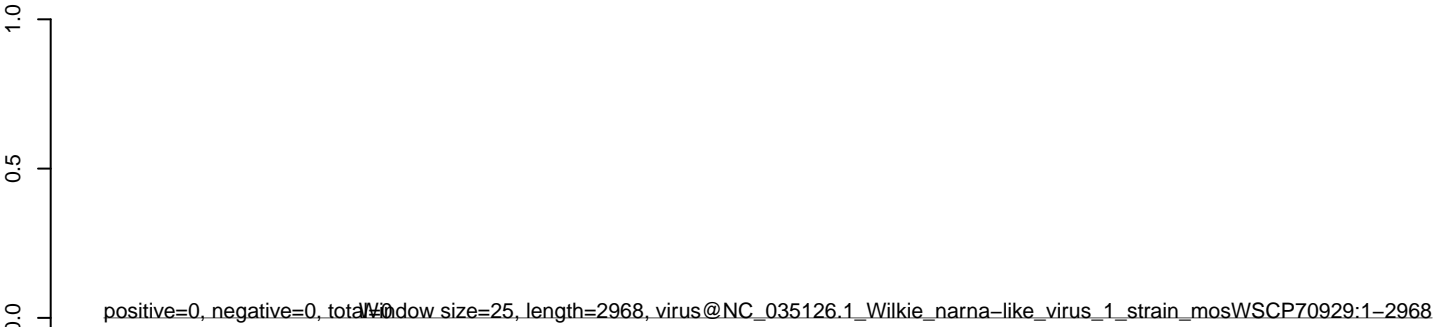 1.0
0.5
0.0
positive=0, negative=0, total=0
Window size=25, length=2968, virus@NC_035126.1_Wilkie_narna−like_virus_1_strain_mosWSCP70929:1−2968